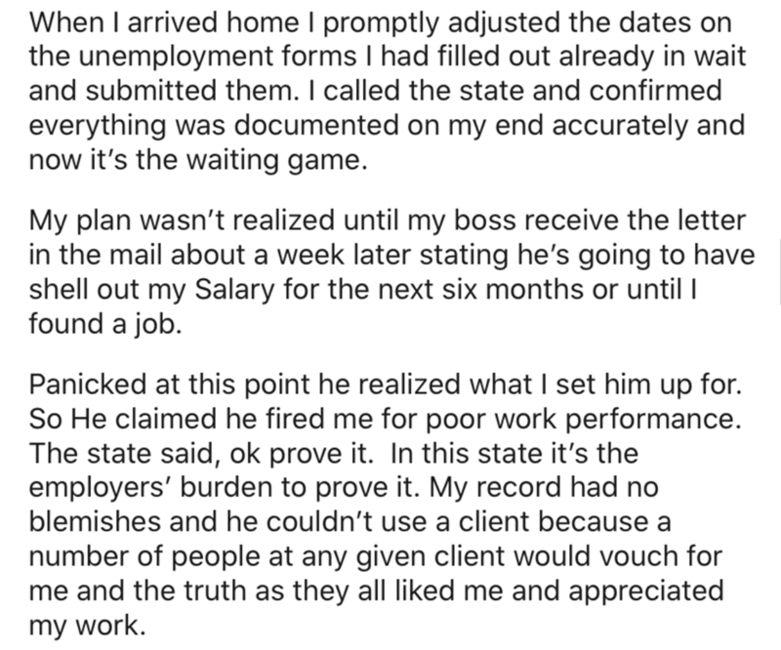 When I arrived home I promptly adjusted the dates on
the unemployment forms I had filled out already in wait
and submitted them. I called the state and confirmed
everything was documented on my end accurately and
now it’s the waiting game.
My plan wasn’t realized until my boss receive the letter
in the mail about a week later stating he’s going to have
shell out my Salary for the next six months or until I
found a job.
Panicked at this point he realized what I set him up for.
So He claimed he fired me for poor work performance.
The state said, ok prove it.  In this state it’s the
employers’ burden to prove it. My record had no
blemishes and he couldn’t use a client because a
number of people at any given client would vouch for
me and the truth as they all liked me and appreciated
my work.